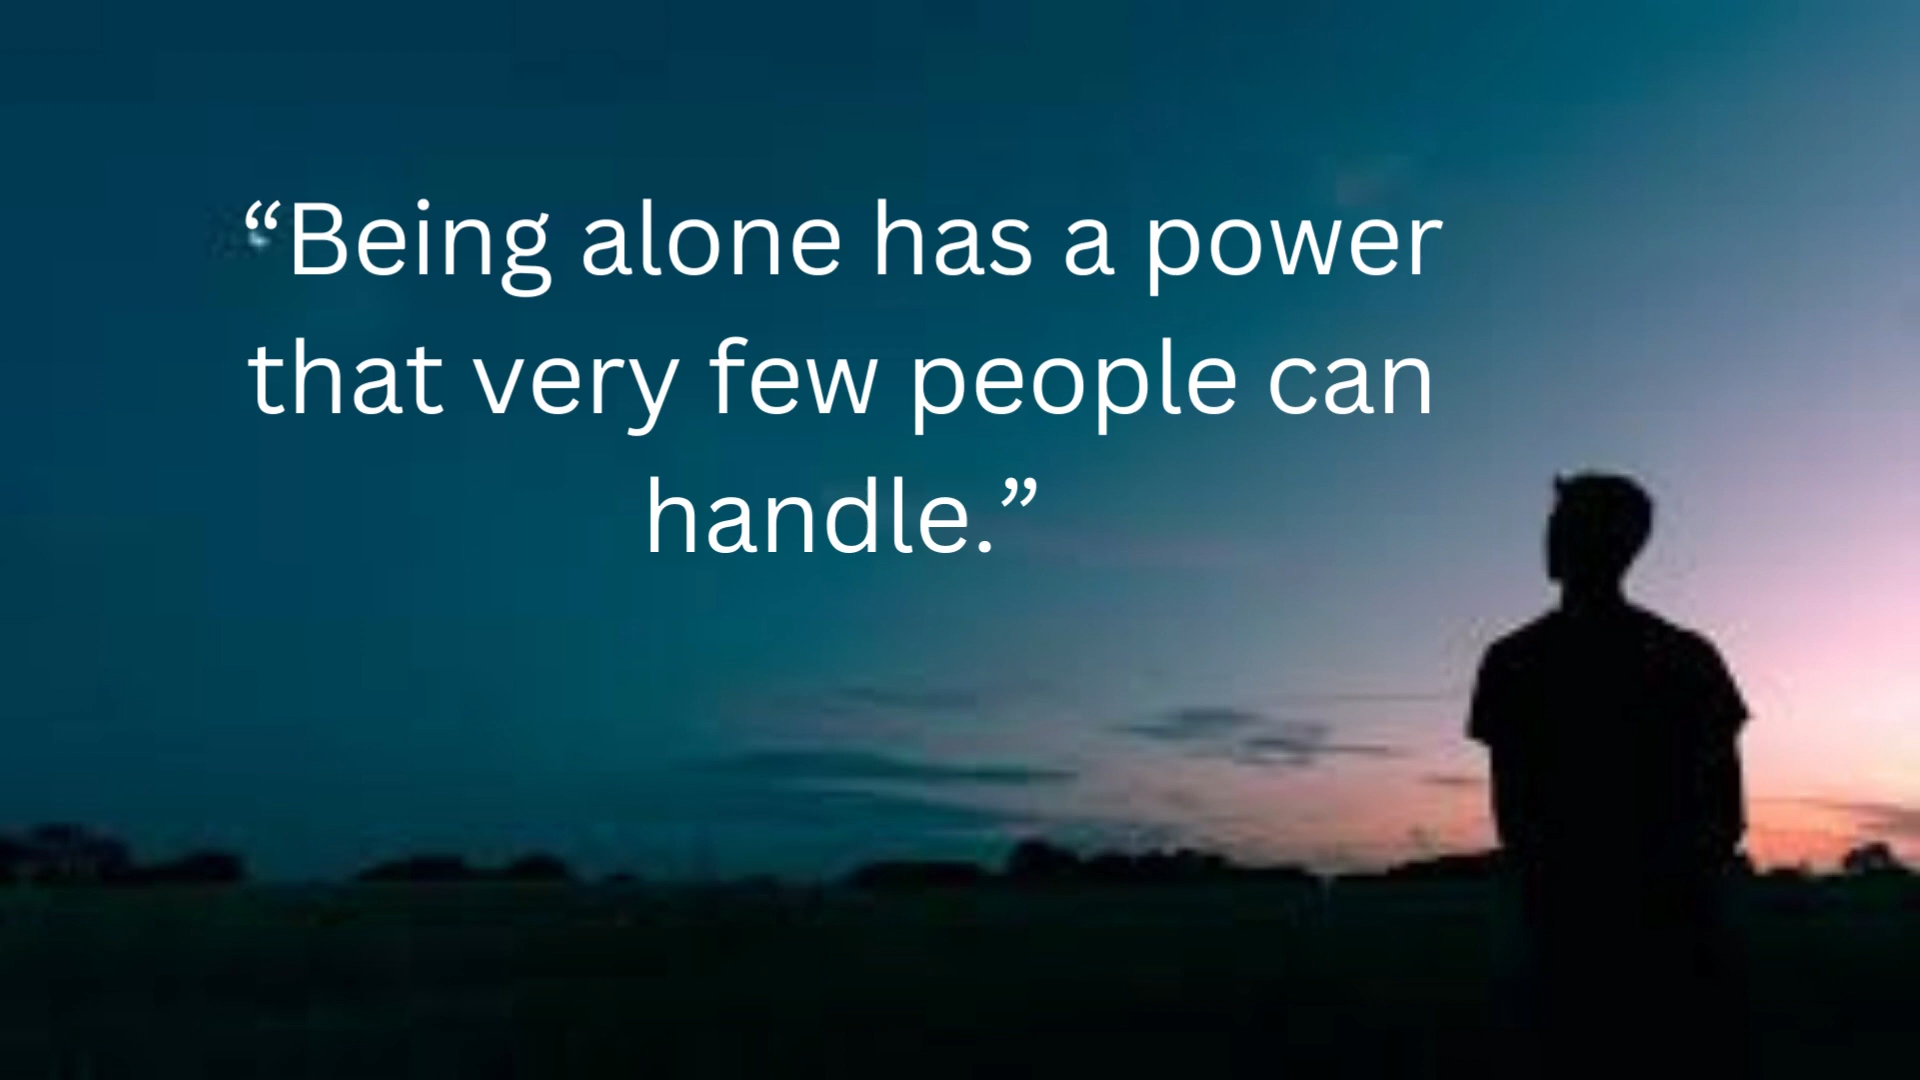 “Being alone has a power
that very few people can
handle.”